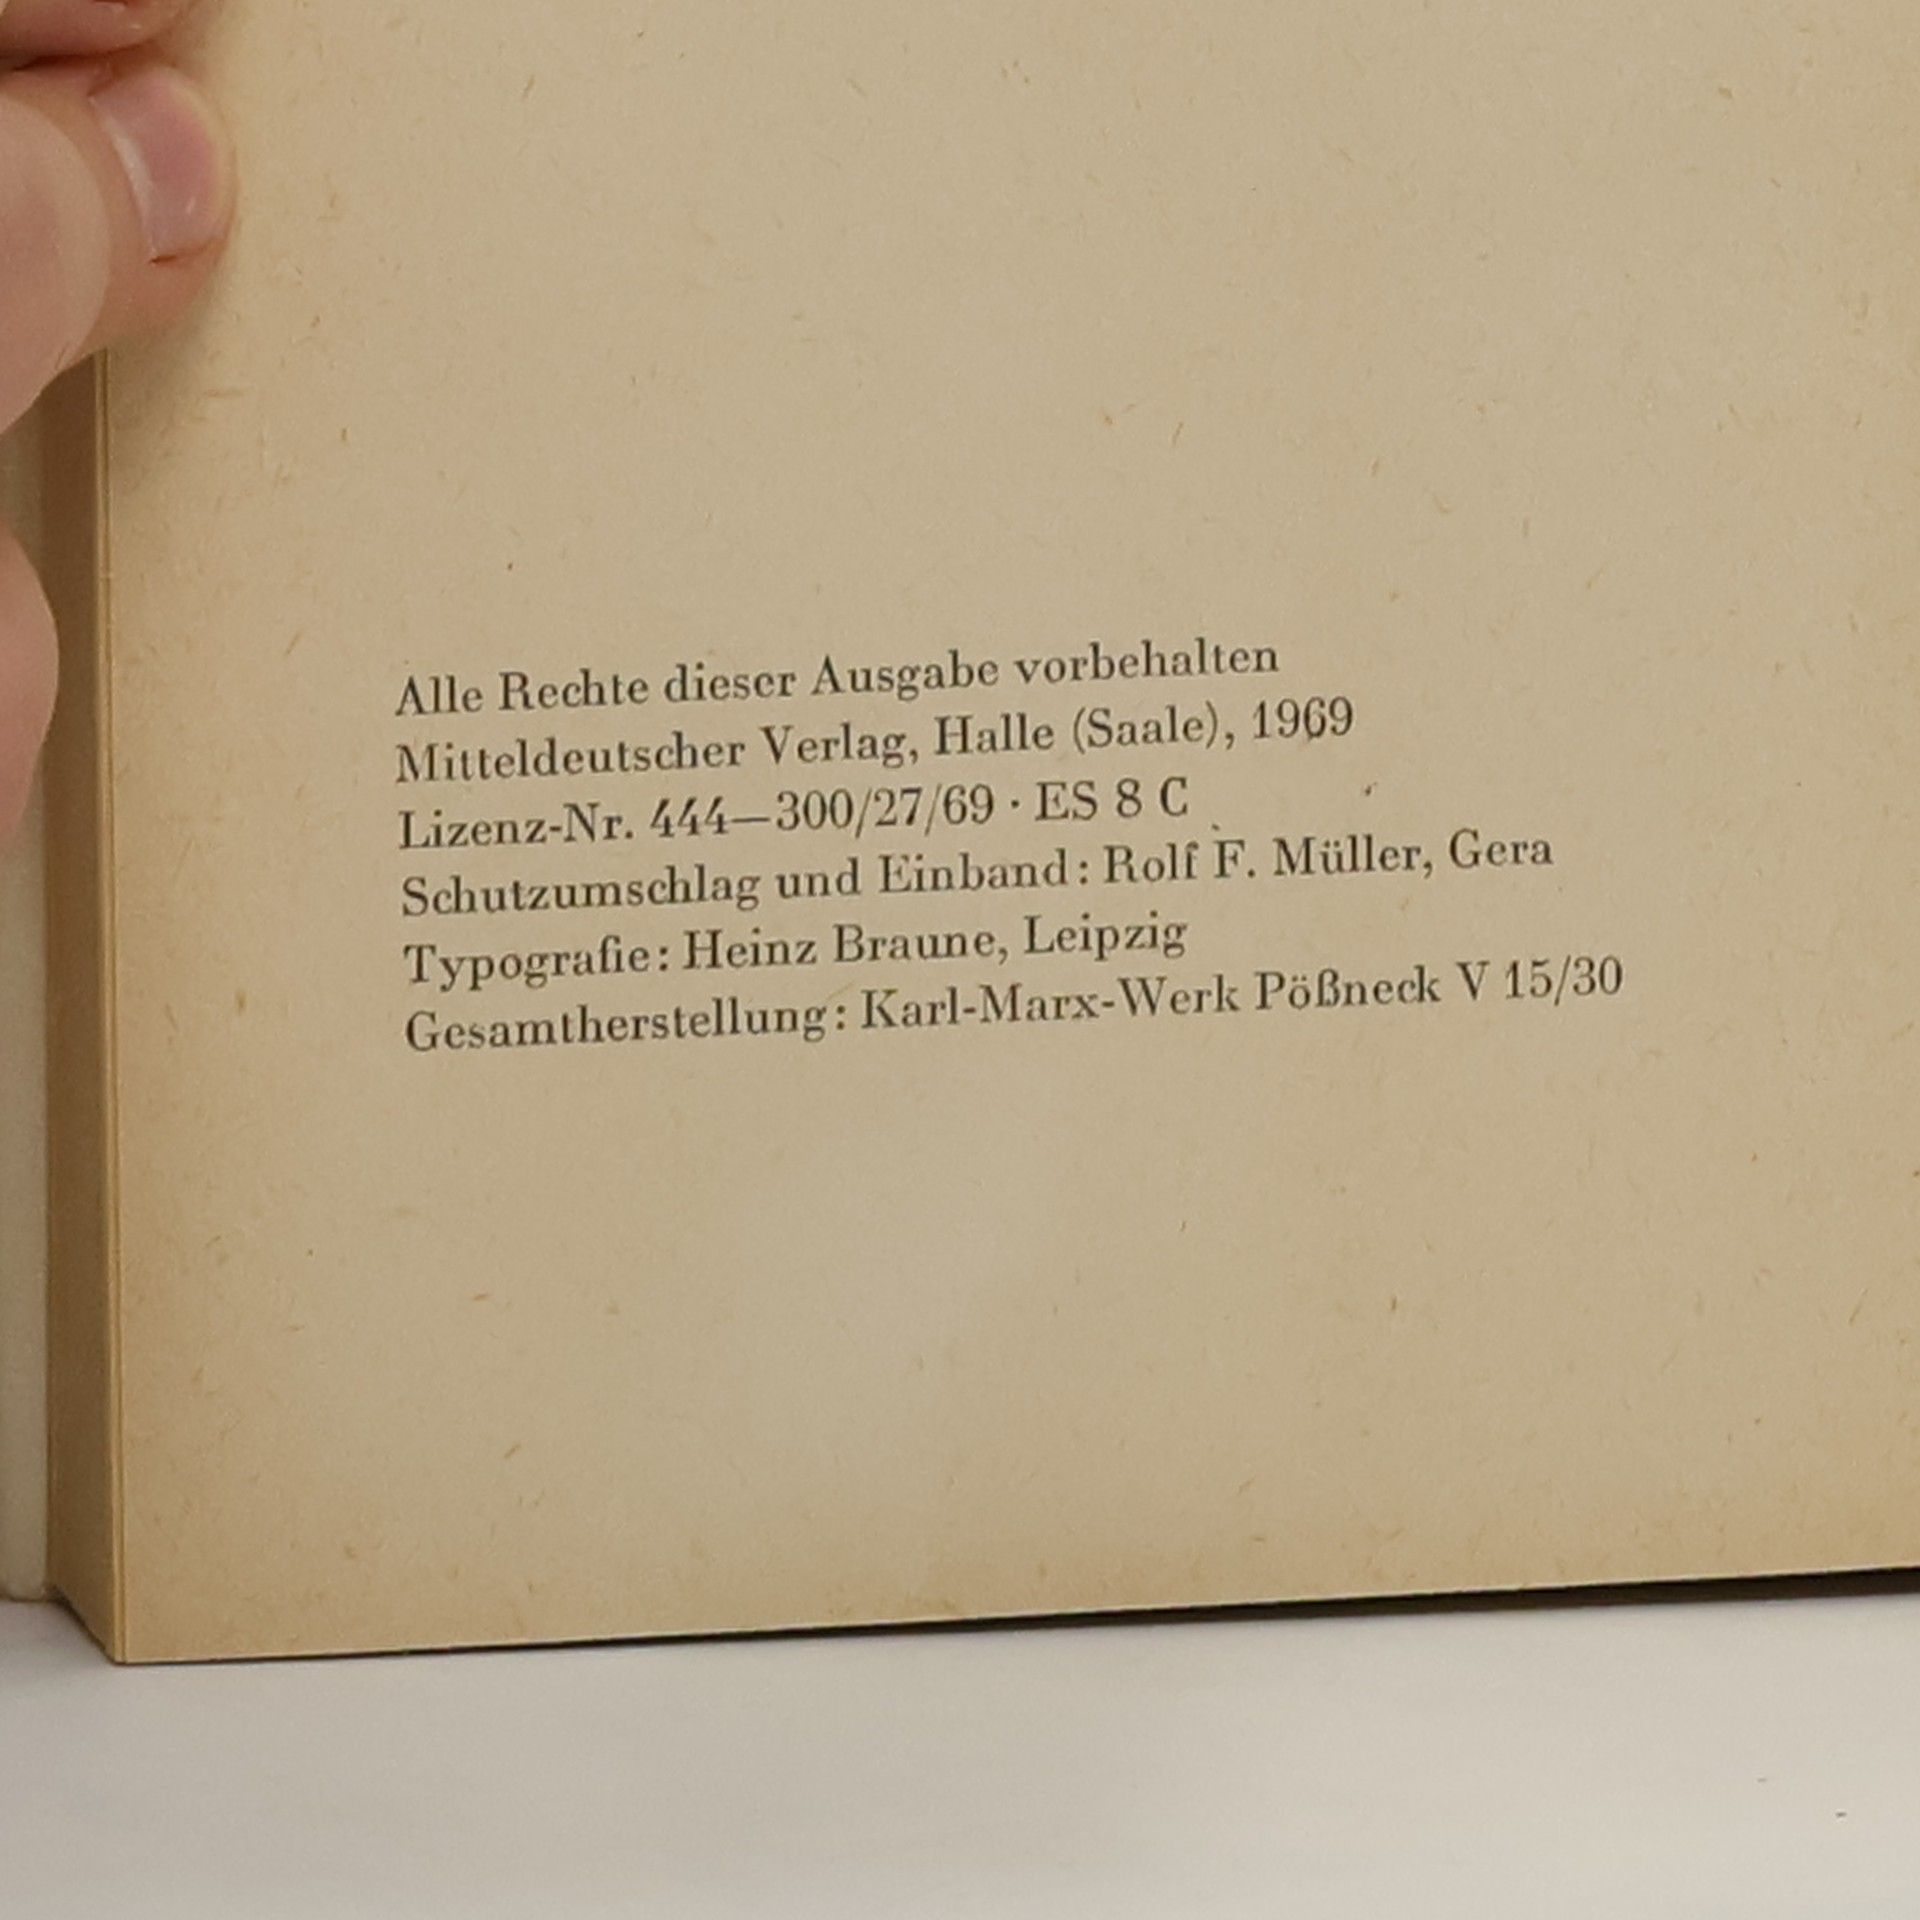 Alle Rechte dieser Ausgabe vorbehalten
Mitteldeutscher Verlag, Halle (Saale), 1969
Lizenz-Nr. 444—300/27/69 · ES 8 C
Schutzumschlag und Einband: Rolf F. Müller, Gera
Typografie: Heinz Braune, Leipzig
Gesamtherstellung: Karl-Marx-Werk Pößneck V 15/30